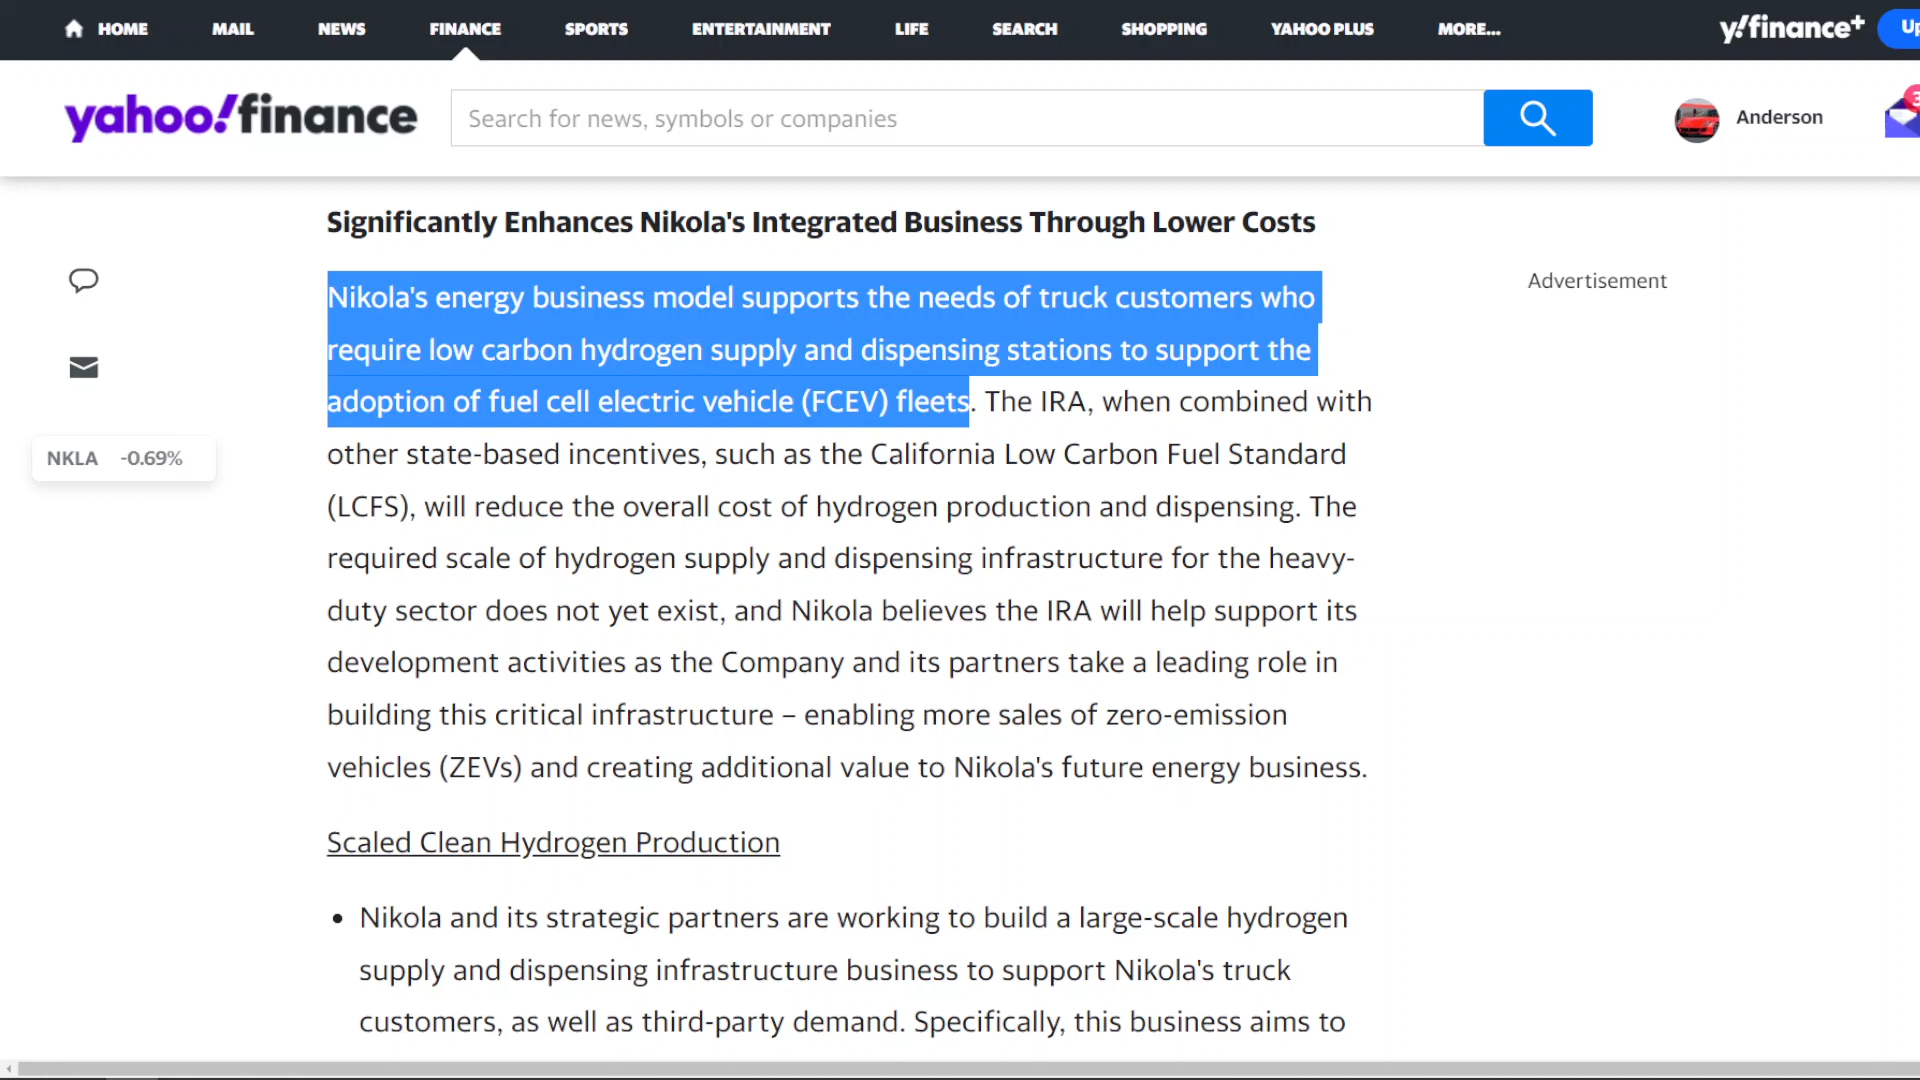 HOME MAIL NEWS FINANCE SPORTS ENTERTAINMENT LIFE SEARCH SHOPPING YAHOO PLUS MORE... y!finance+ Up
yahoo!finance Search for news, symbols or companies Anderson 3
Significantly Enhances Nikola's Integrated Business Through Lower Costs
Advertisement
Nikola's energy business model supports the needs of truck customers who
require low carbon hydrogen supply and dispensing stations to support the
adoption of fuel cell electric vehicle (FCEV) fleets. The IRA, when combined with
other state-based incentives, such as the California Low Carbon Fuel Standard
NKLA -0.69%
(LCFS), will reduce the overall cost of hydrogen production and dispensing. The
required scale of hydrogen supply and dispensing infrastructure for the heavy-
duty sector does not yet exist, and Nikola believes the IRA will help support its
development activities as the Company and its partners take a leading role in
building this critical infrastructure – enabling more sales of zero-emission
vehicles (ZEVs) and creating additional value to Nikola's future energy business.
Scaled Clean Hydrogen Production
• Nikola and its strategic partners are working to build a large-scale hydrogen
supply and dispensing infrastructure business to support Nikola's truck
customers, as well as third-party demand. Specifically, this business aims to